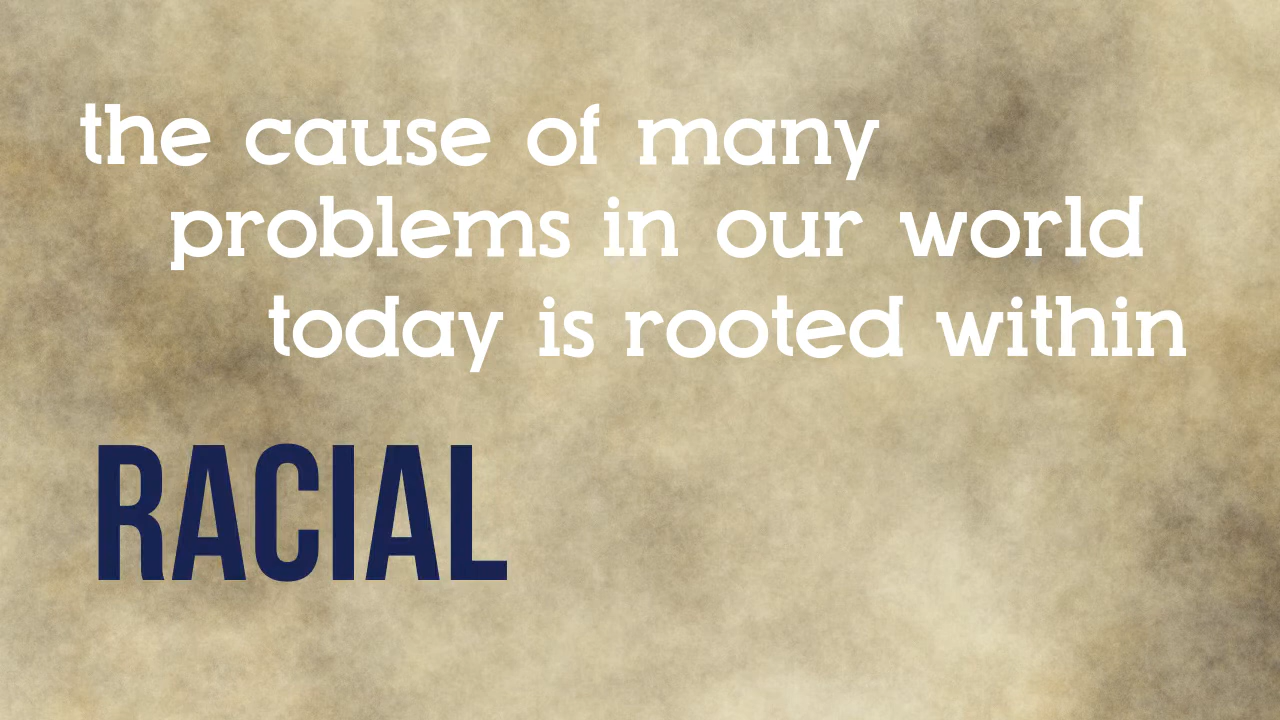 the cause of many
problems in our world
today is rooted within
RACIAL